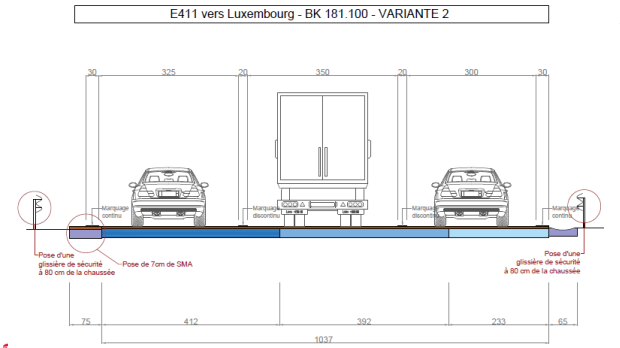 E411 vers Luxembourg - BK 181.100 - VARIANTE 2
30 325 20 350 20 300 30
Marquage
continu
Marquage
discontinu
Marquage
discontinu
Marquage
continu
Pose d'une
glissière de sécurité
à 80 cm de la chaussée
Pose de 7cm de SMA
Pose d'une
glissière de sécurité
à 80 cm de la chaussée
75 412 392 233 65
1037